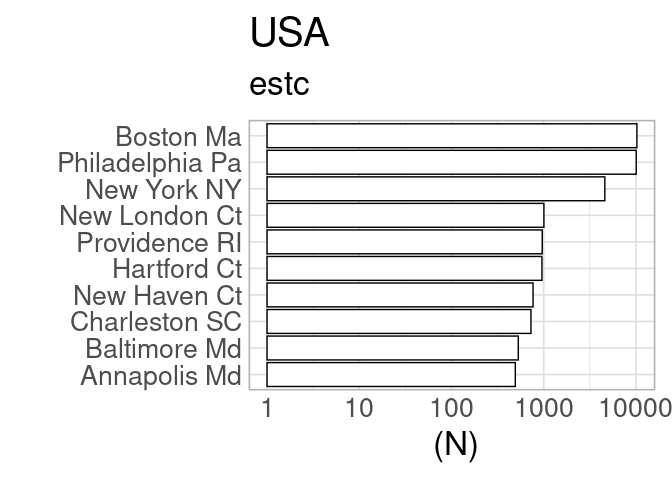 USA
estc
Boston Ma
Philadelphia Pa
New York NY
New London Ct
Providence RI
Hartford Ct
New Haven Ct
Charleston SC
Baltimore Md
Annapolis Md
1 10 100 1000 10000
(N)